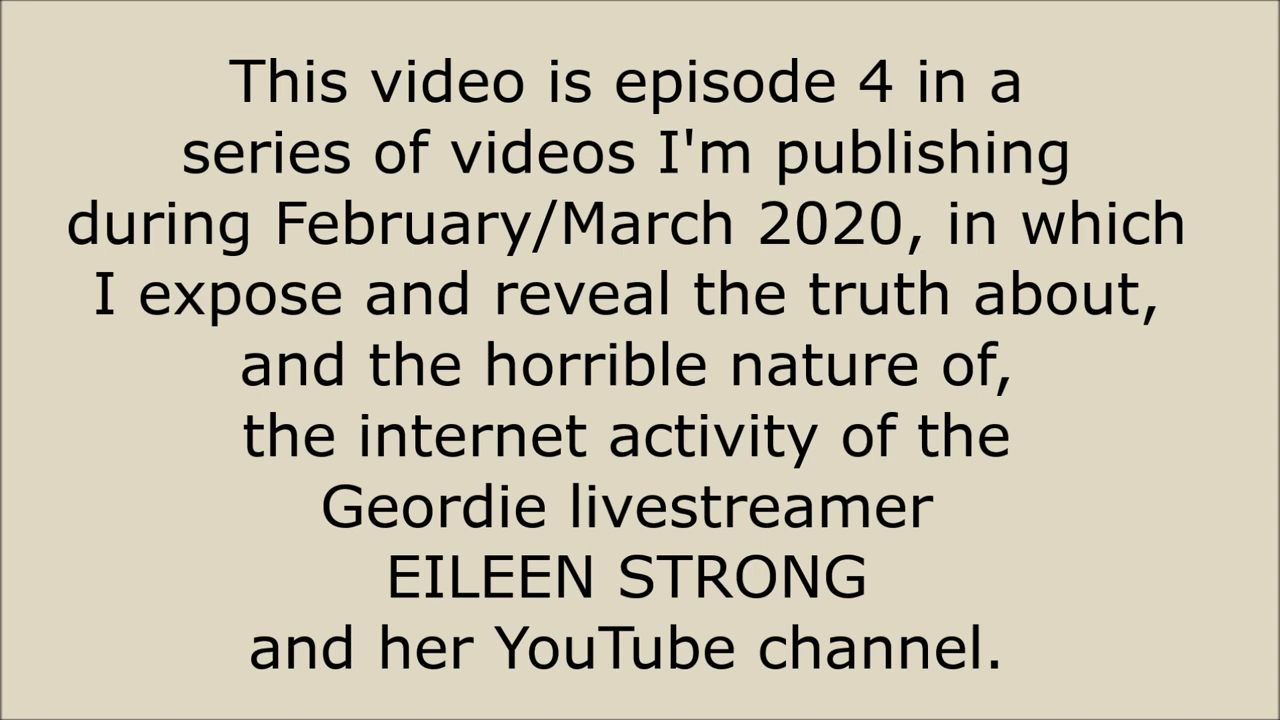 This video is episode 4 in a
series of videos I'm publishing
during February/March 2020, in which
I expose and reveal the truth about,
and the horrible nature of,
the internet activity of the
Geordie livestreamer
EILEEN STRONG
and her YouTube channel.